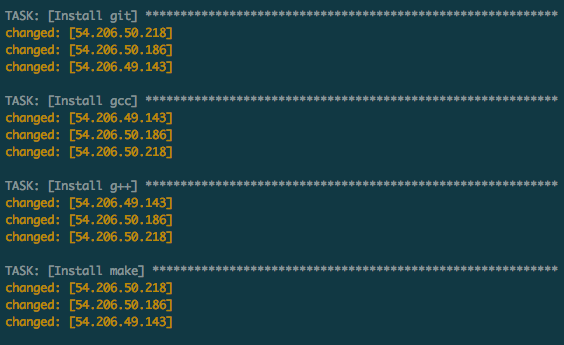 TASK: [Install git] ***********************************************************
changed: [54.206.50.218]
changed: [54.206.50.186]
changed: [54.206.49.143]
TASK: [Install gcc] ***********************************************************
changed: [54.206.49.143]
changed: [54.206.50.186]
changed: [54.206.50.218]
TASK: [Install g++] ***********************************************************
changed: [54.206.49.143]
changed: [54.206.50.186]
changed: [54.206.50.218]
TASK: [Install make] **********************************************************
changed: [54.206.50.218]
changed: [54.206.50.186]
changed: [54.206.49.143]